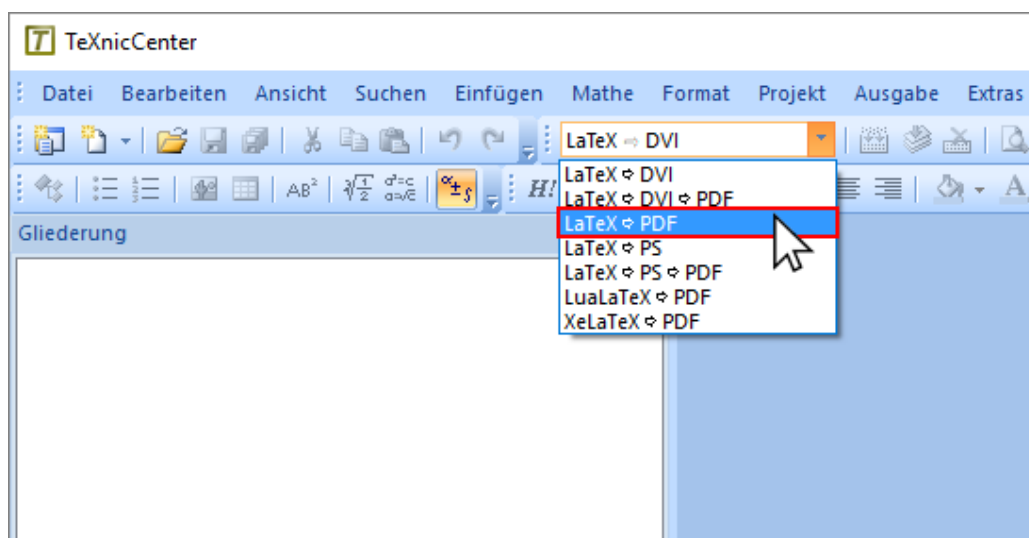 TeXnicCenter
Datei Bearbeiten Ansicht Suchen Einfügen Mathe Format Projekt Ausgabe Extras
LaTeX ⇨ DVI
LaTeX ⇨ DVI
LaTeX ⇨ DVI ⇨ PDF
LaTeX ⇨ PDF
LaTeX ⇨ PS
LaTeX ⇨ PS ⇨ PDF
LuaLaTeX ⇨ PDF
XeLaTeX ⇨ PDF
AB²
H!
A
Gliederung